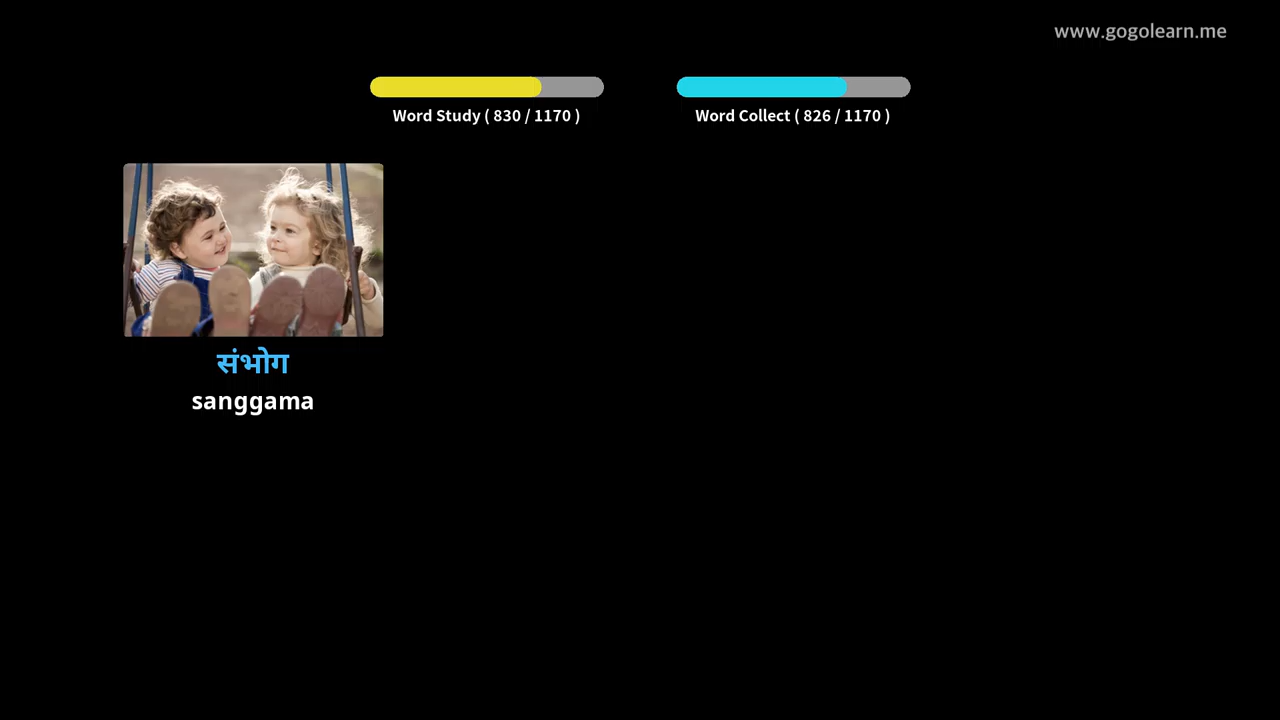 www.gogolearn.me
Word Study ( 830 / 1170 )
Word Collect ( 826 / 1170 )
संभोग
sanggama